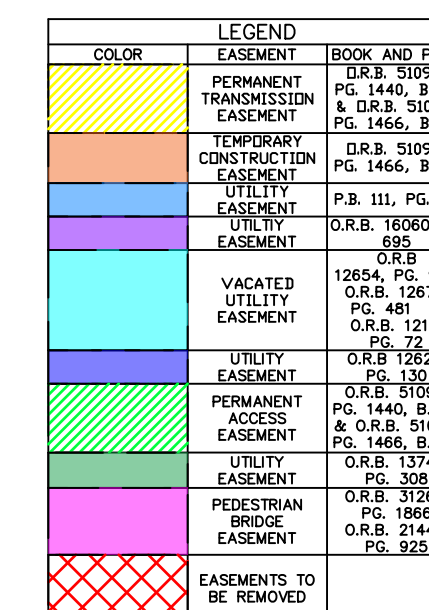 LEGEND
COLOR EASEMENT BOOK AND P
PERMANENT
TRANSMISSION
EASEMENT
O.R.B. 5109
PG. 1440, B
& O.R.B. 510
PG. 1466, B
TEMPORARY
CONSTRUCTION
EASEMENT
O.R.B. 5109
PG. 1466, B
UTILITY
EASEMENT
P.B. 111, PG.
UTILTIY
EASEMENT
O.R.B. 16060
695
VACATED
UTILITY
EASEMENT
O.R.B
12654, PG.
O.R.B. 1267
PG. 481
O.R.B. 121
PG. 72
UTILITY
EASEMENT
O.R.B 1262
PG. 130
PERMANENT
ACCESS
EASEMENT
O.R.B. 5109
PG. 1440, B.
& O.R.B. 510
PG. 1466, B.
UTILITY
EASEMENT
O.R.B. 1374
PG. 308
PEDESTRIAN
BRIDGE
EASEMENT
O.R.B. 3126
PG. 1866
O.R.B. 2144
PG. 925
EASEMENTS TO
BE REMOVED